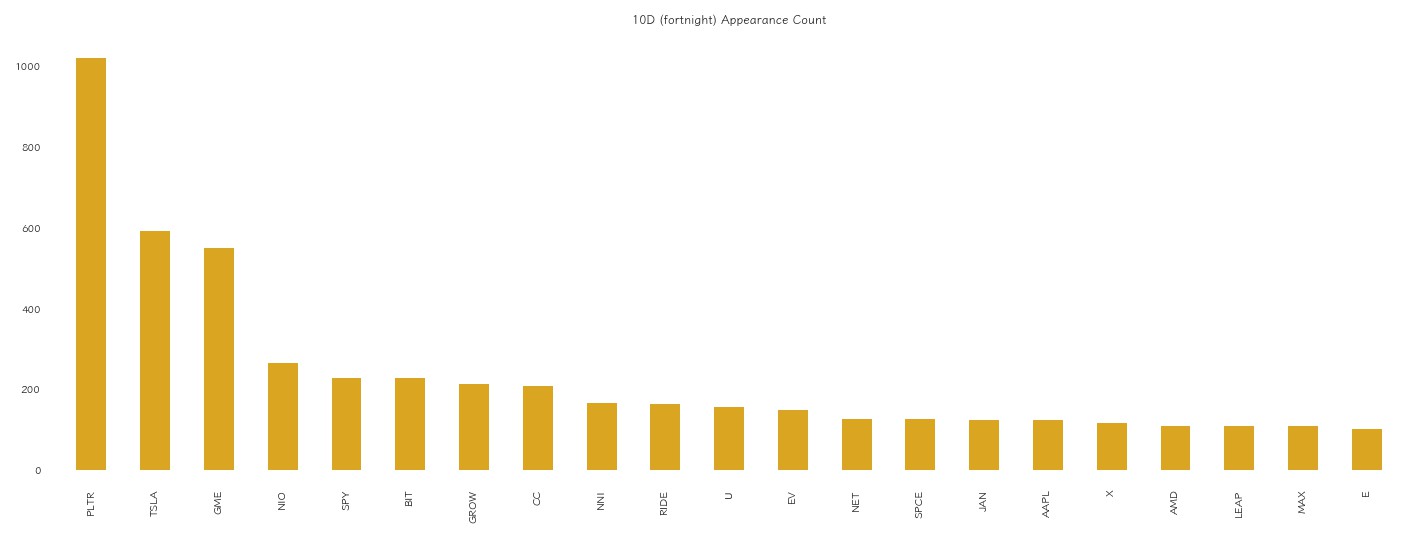 10D (fortnight) Appearance Count
1000
800
600
400
200
0
PLTR
TSLA
GME
NIO
SPY
BIT
GROW
CC
NNI
RIDE
U
EV
NET
SPCE
JAN
AAPL
X
AMD
LEAP
MAX
E